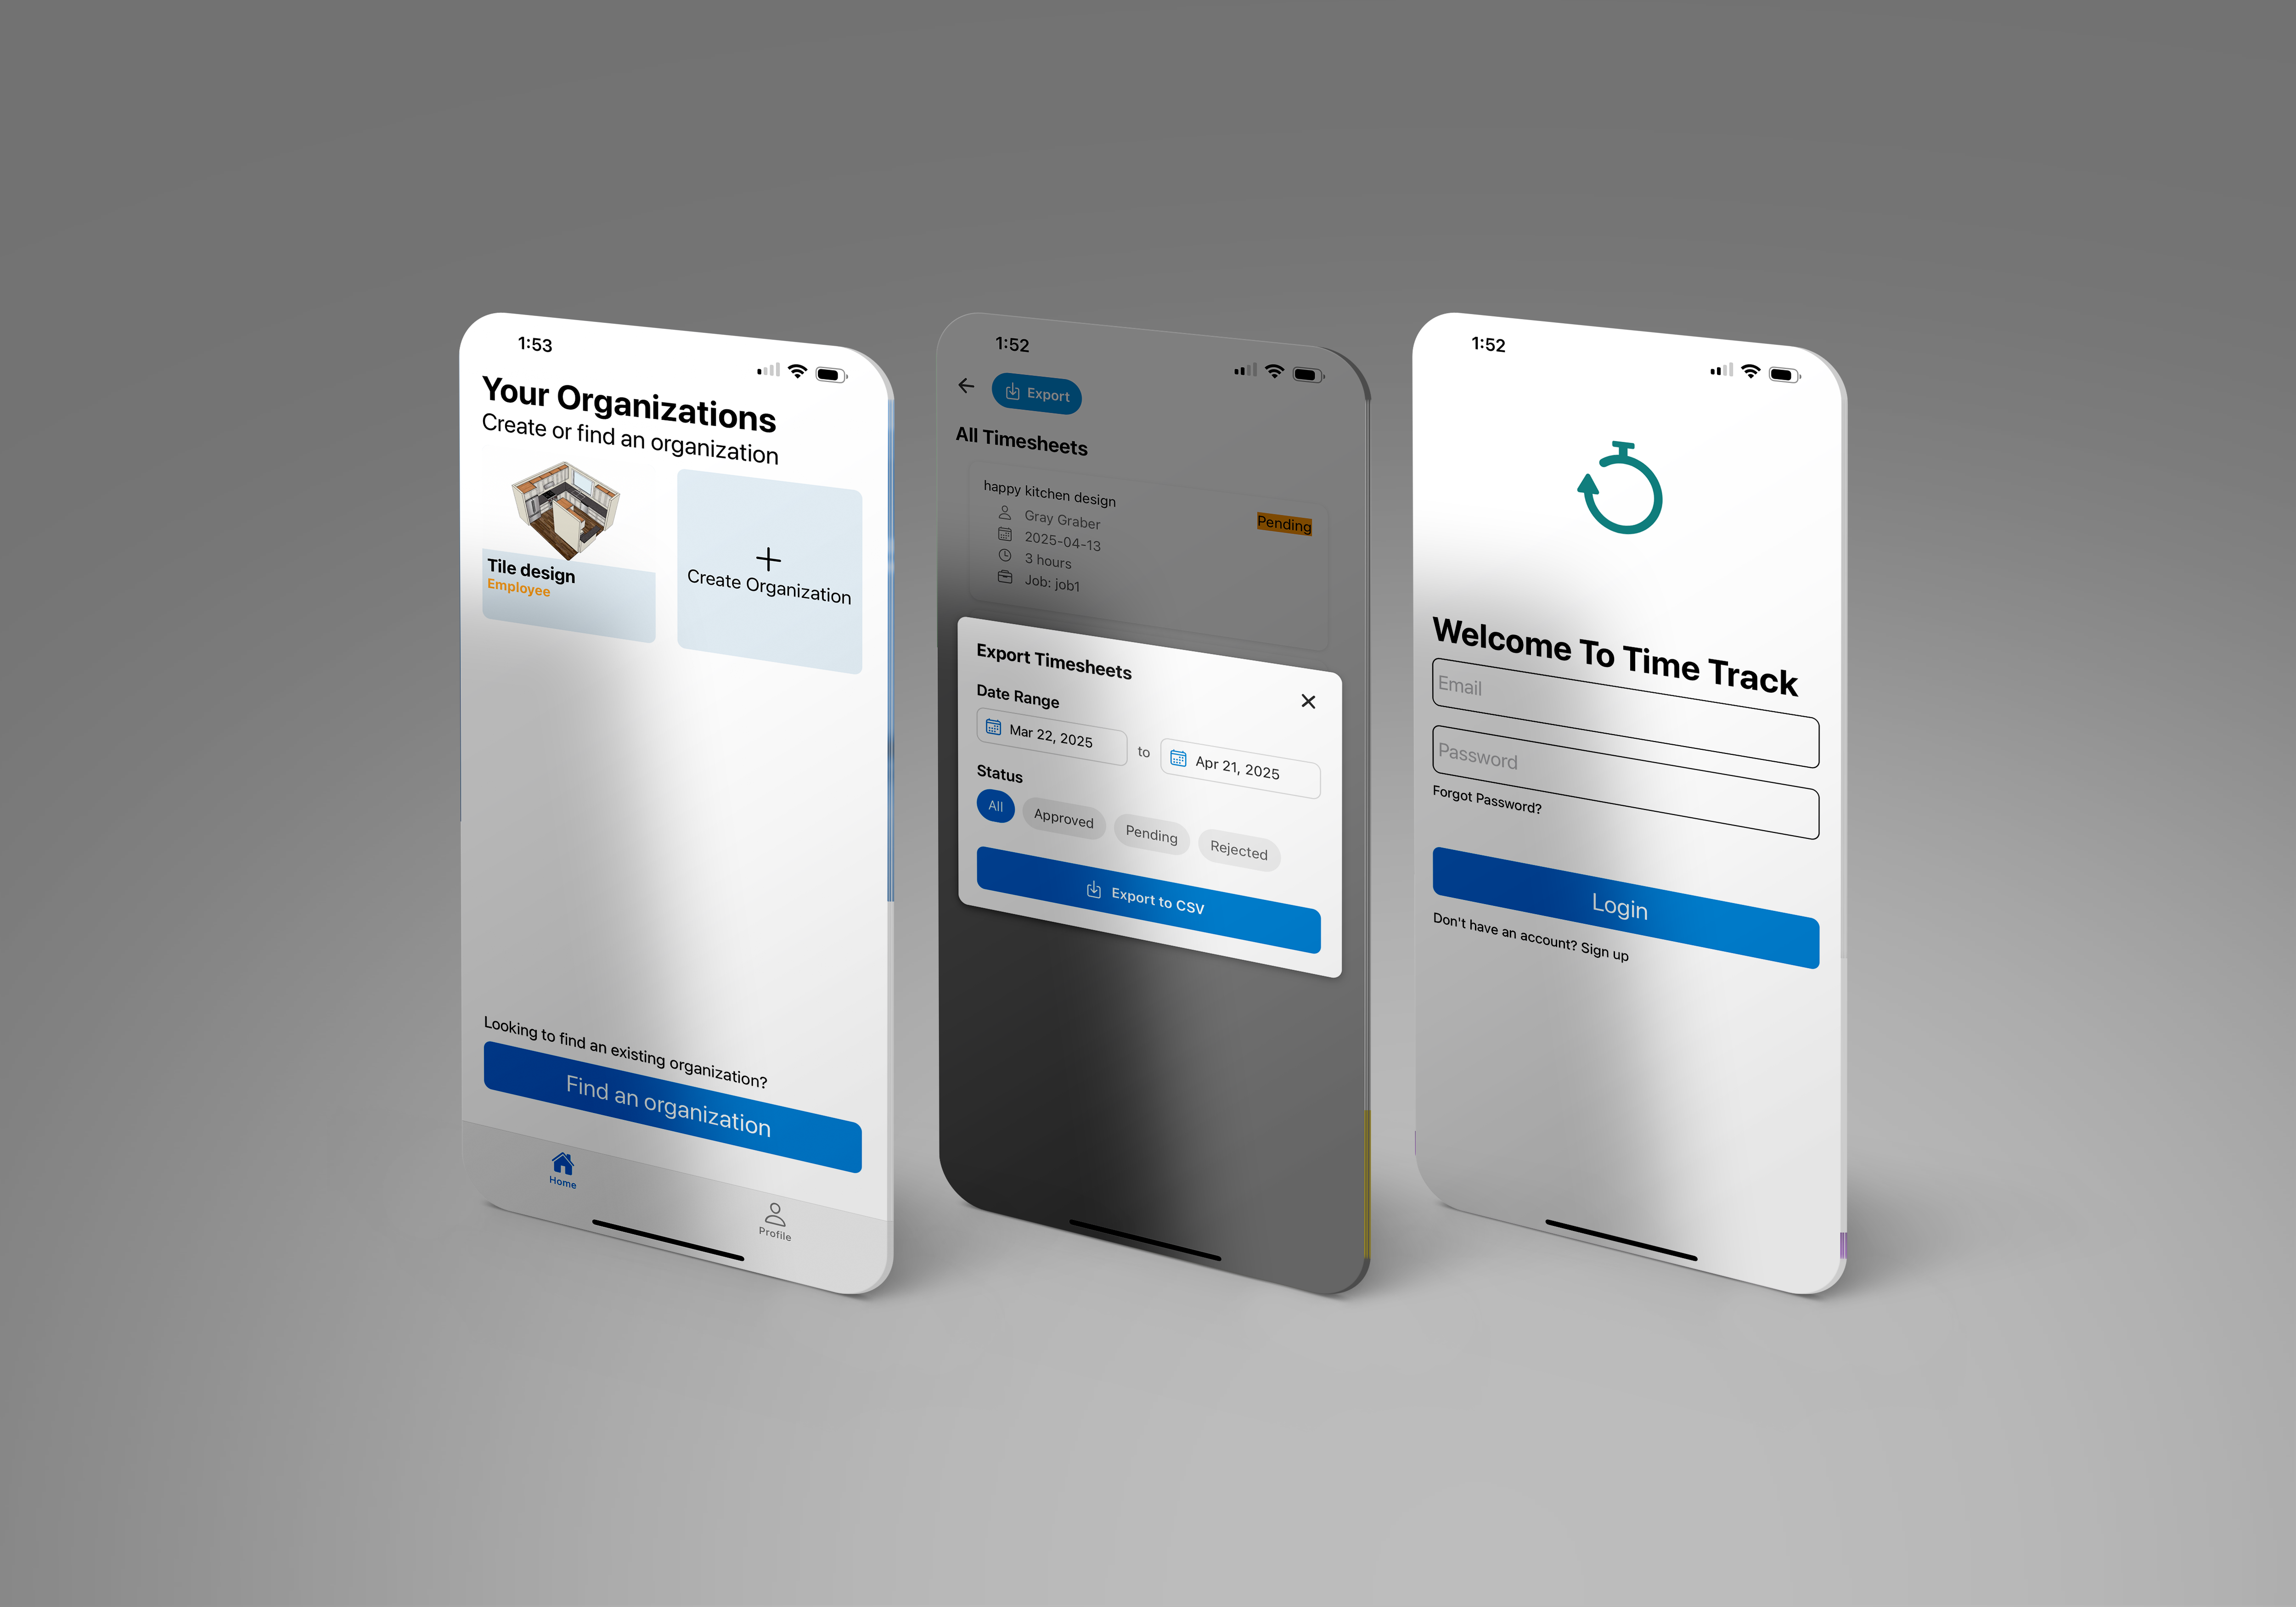 1:53
Your Organizations
Create or find an organization
Tile design
Employee
Create Organization
Looking to find an existing organization?
Find an organization
Home
Profile
1:52
Export
All Timesheets
happy kitchen design
Gray Graber
Pending
2025-04-13
3 hours
Job: job1
Export Timesheets
Date Range
Mar 22, 2025 to Apr 21, 2025
Status
All Approved Pending Rejected
Export to CSV
1:52
Welcome To Time Track
Email
Password
Forgot Password?
Login
Don't have an account? Sign up